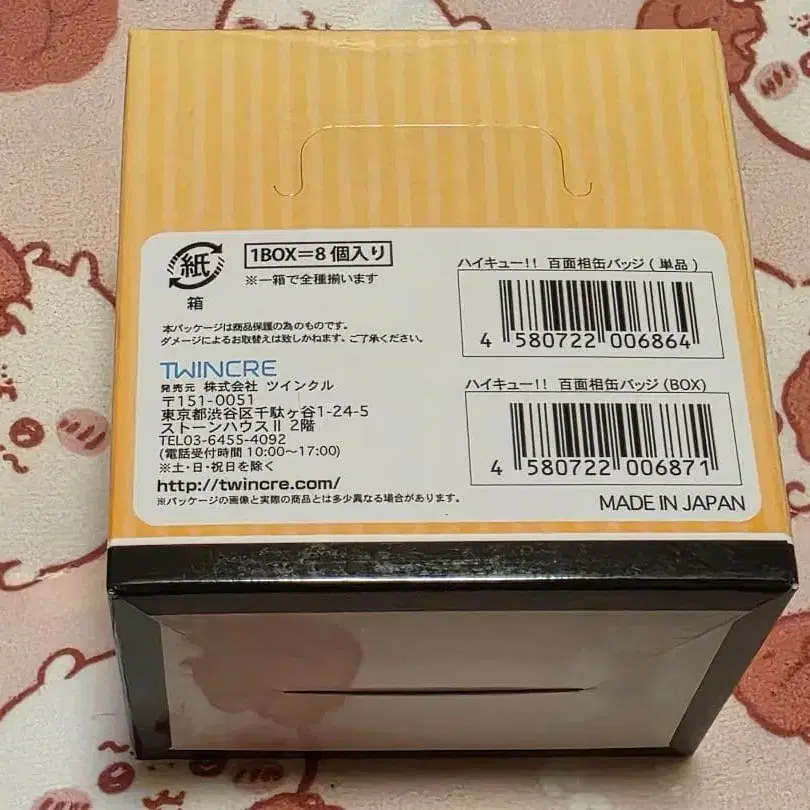 紙
箱
1BOX=8個入り
※一箱で全種揃います
本パッケージは商品保護の為のものです。
ダメージによるお取替えは致しかねます、ご了承ください。
TWINCRE
発売元 株式会社 ツインクル
〒151-0051
東京都渋谷区千駄ヶ谷1-24-5
ストーンハウスⅡ 2階
TEL03-6455-4092
(電話受付時間 10:00〜17:00)
※土・日・祝日を除く
http://twincre.com/
※パッケージの画像と実際の商品とは多少異なる場合があります。
ハイキュー!! 百面相缶バッジ(単品)
4 580722 006864
ハイキュー!! 百面相缶バッジ(BOX)
4 580722 006871
MADE IN JAPAN